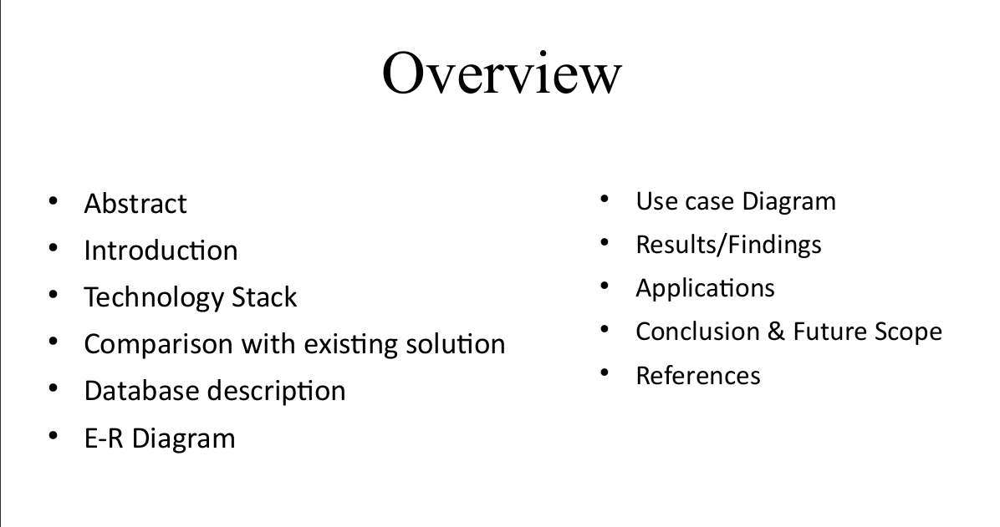 Overview
• Abstract
• Introduction
• Technology Stack
• Comparison with existing solution
• Database description
• E-R Diagram
• Use case Diagram
• Results/Findings
• Applications
• Conclusion & Future Scope
• References